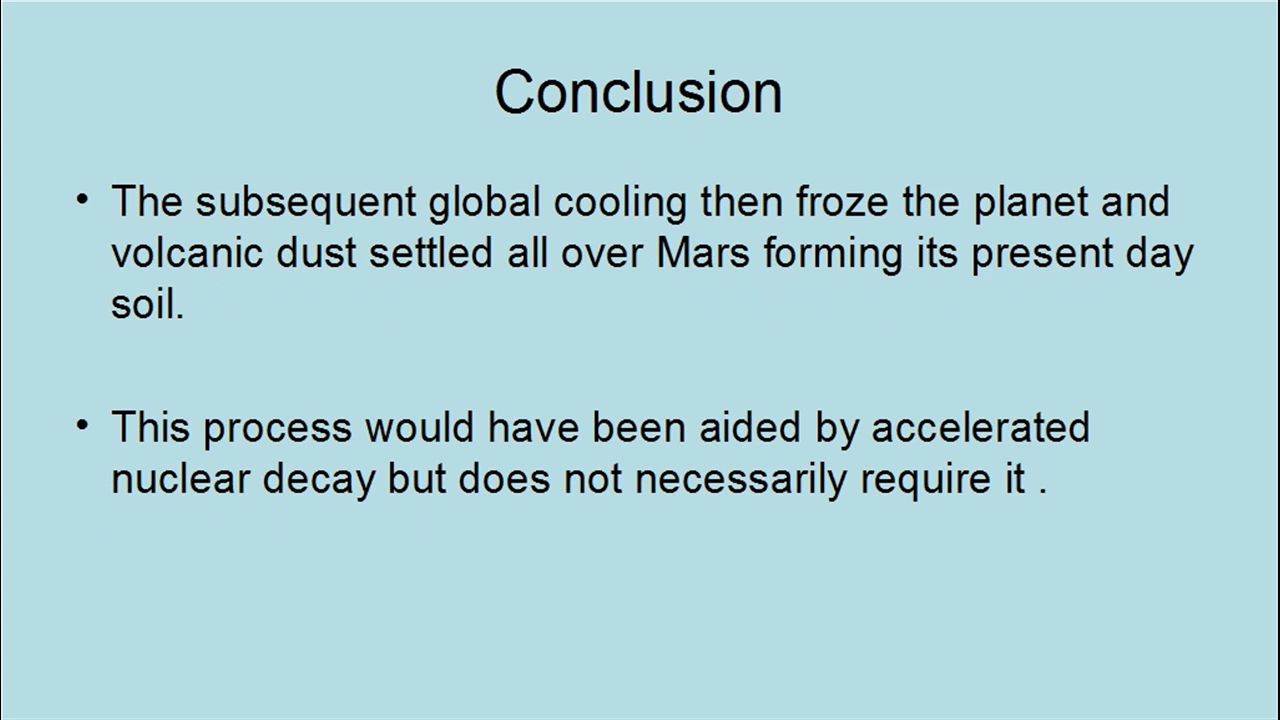 Conclusion
• The subsequent global cooling then froze the planet and
volcanic dust settled all over Mars forming its present day
soil.
• This process would have been aided by accelerated
nuclear decay but does not necessarily require it .